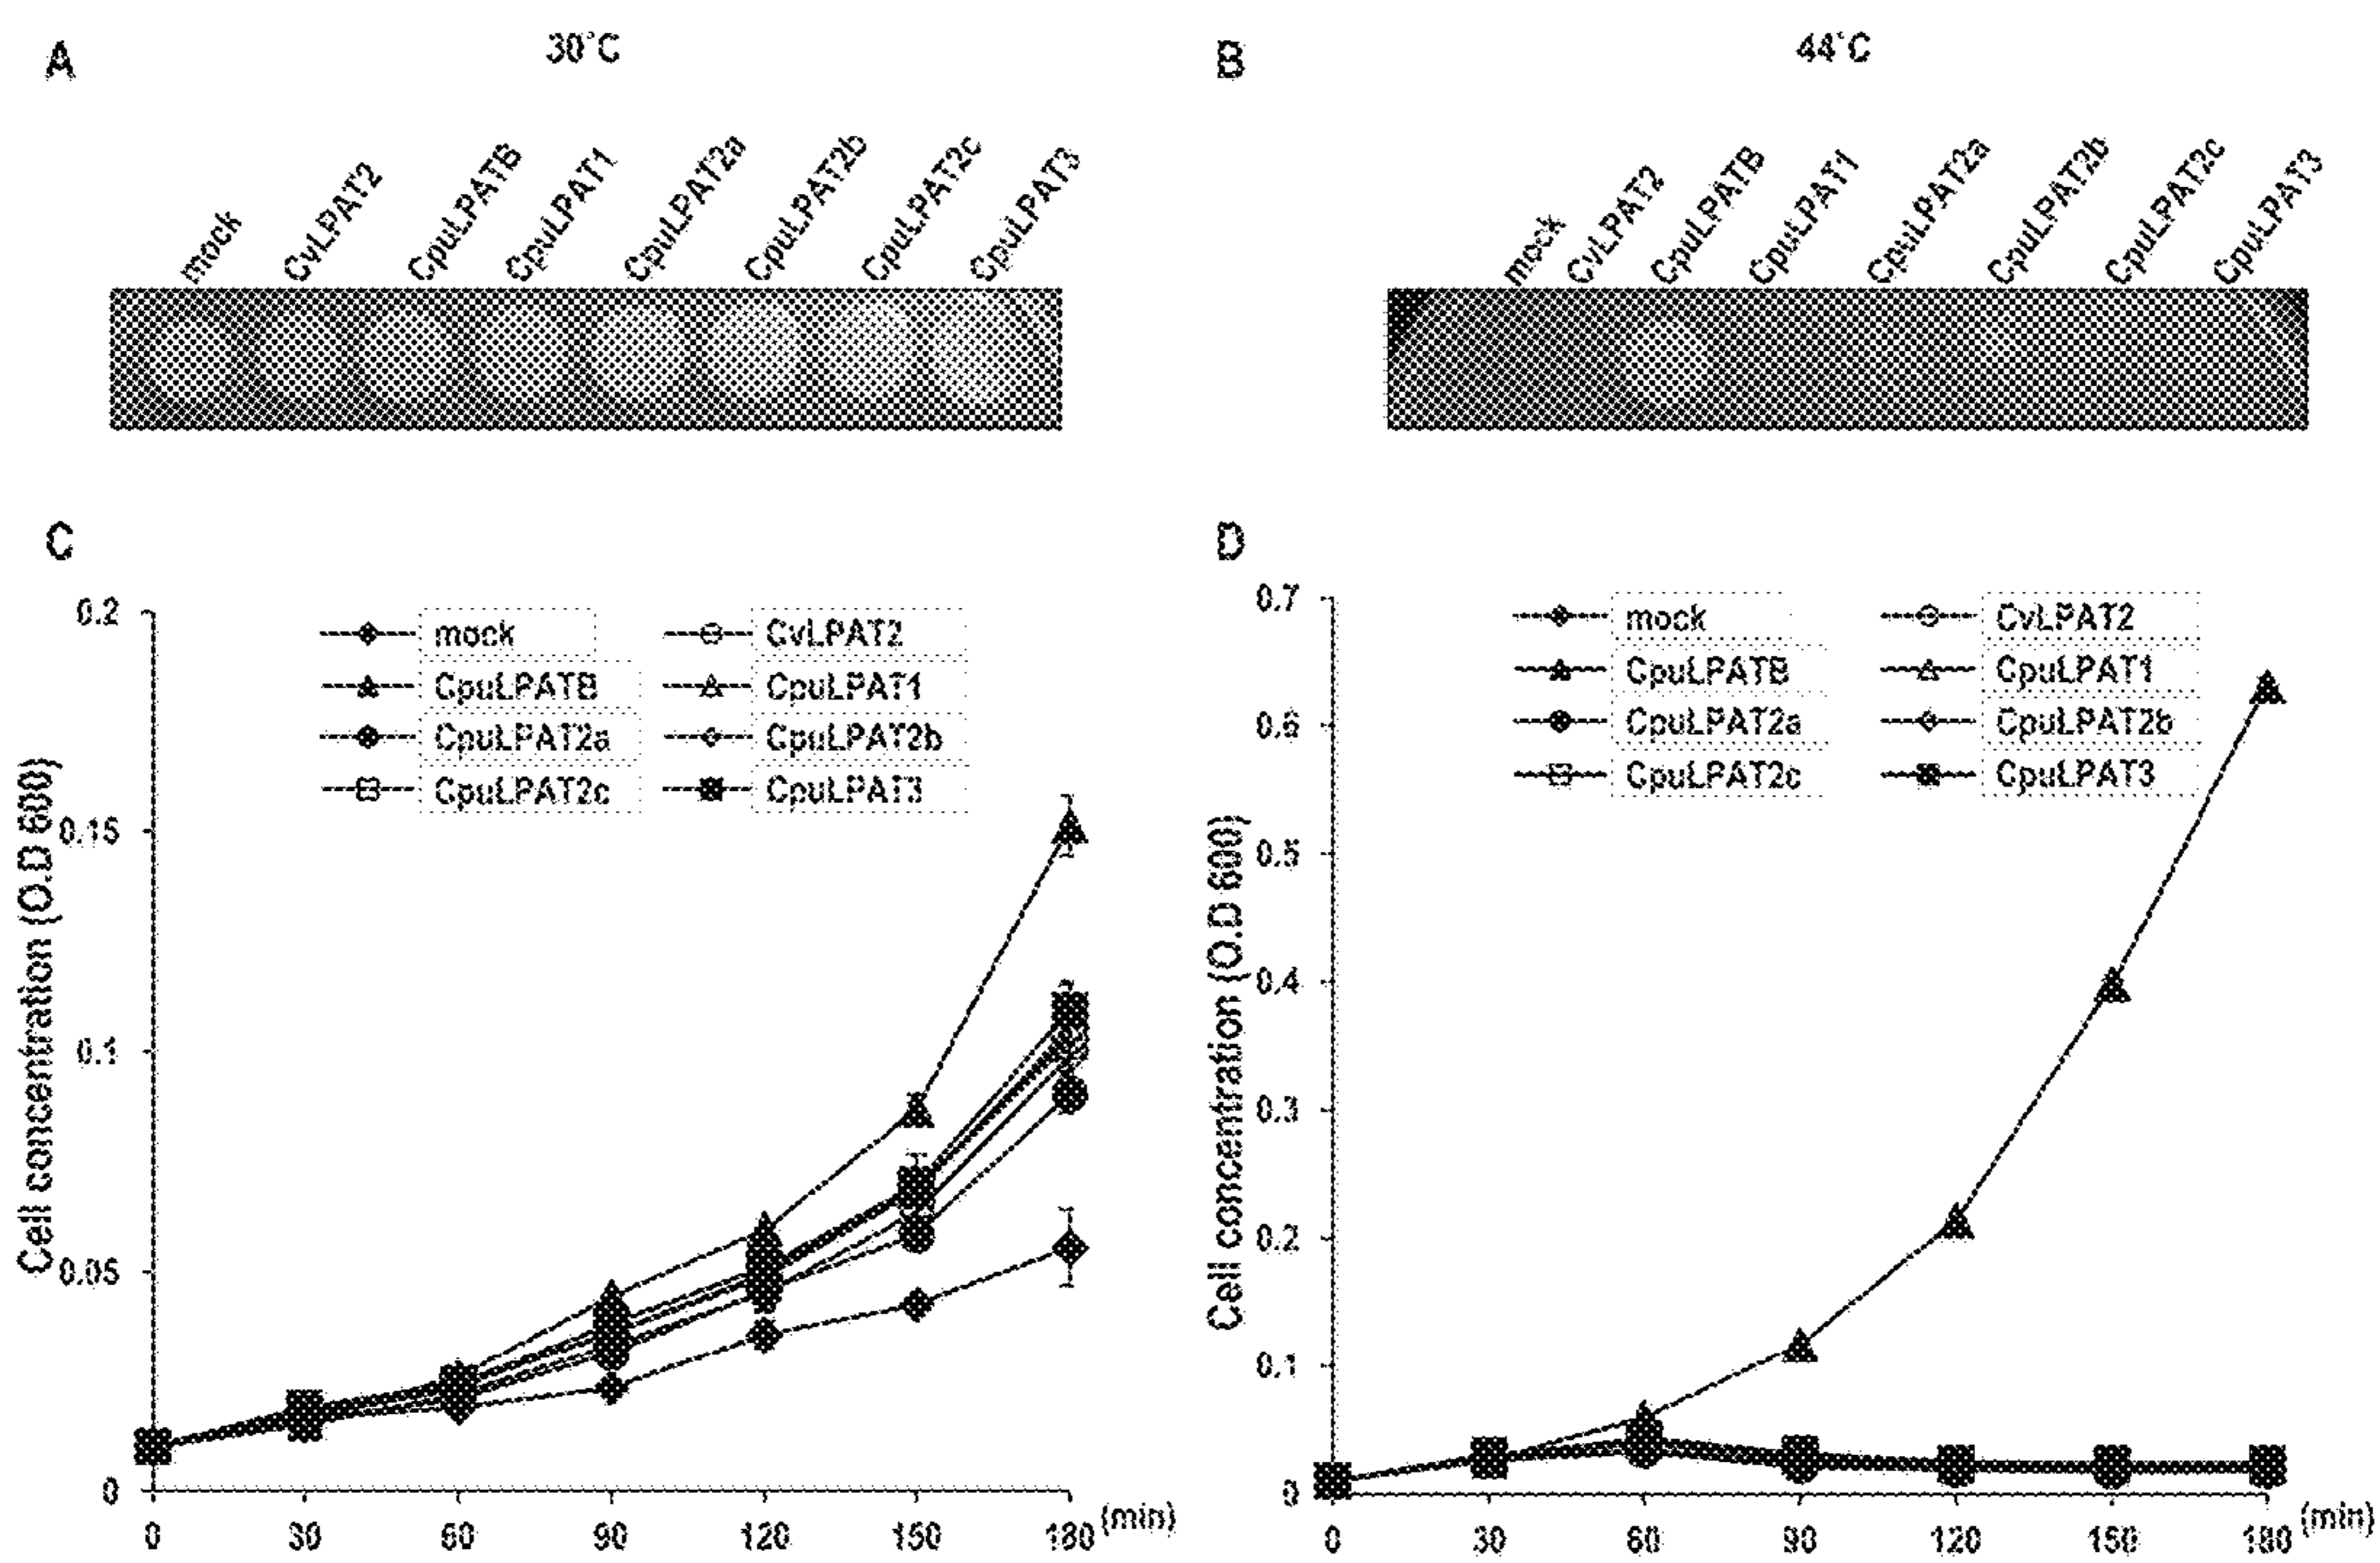 A
30°C
mock
CvLPAT2
CpuLPATB
CpuLPAT1
CpuLPAT2a
CpuLPAT2b
CpuLPAT2c
CpuLPAT3
B
44°C
mock
CvLPAT2
CpuLPATB
CpuLPAT1
CpuLPAT2a
CpuLPAT2b
CpuLPAT2c
CpuLPAT3
C
Cell concentration (O.D 600)
0.2
0.15
0.1
0.05
0
mock
CvLPAT2
CpuLPATB
CpuLPAT1
CpuLPAT2a
CpuLPAT2b
CpuLPAT2c
CpuLPAT3
0 30 60 90 120 150 180 (min)
D
Cell concentration (O.D 600)
0.7
0.6
0.5
0.4
0.3
0.2
0.1
0
mock
CvLPAT2
CpuLPATB
CpuLPAT1
CpuLPAT2a
CpuLPAT2b
CpuLPAT2c
CpuLPAT3
0 30 60 90 120 150 180 (min)